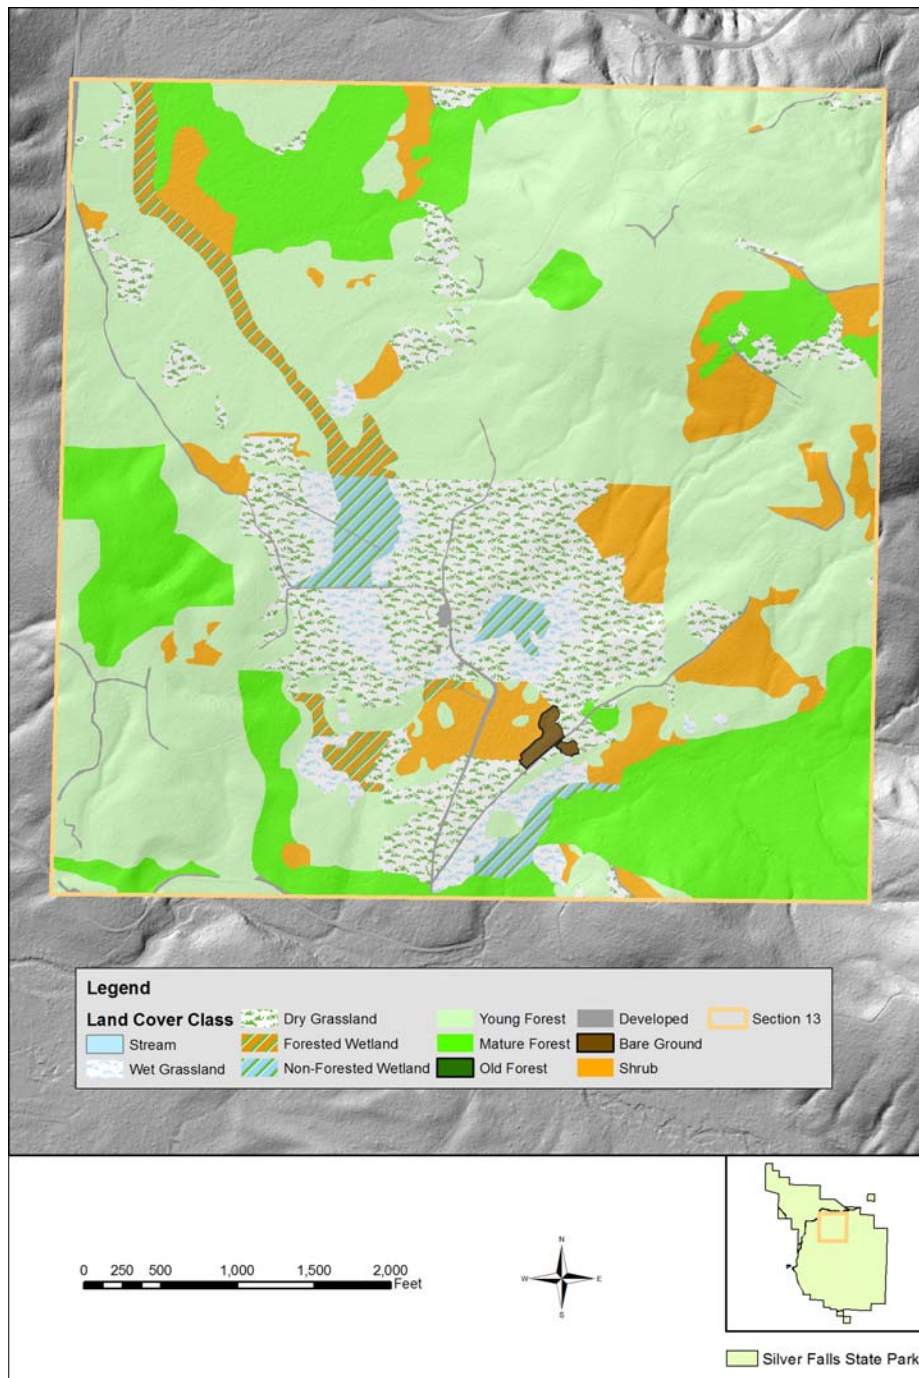 Legend
Land Cover Class
Stream
Wet Grassland
Dry Grassland
Forested Wetland
Non-Forested Wetland
Young Forest
Mature Forest
Old Forest
Developed
Bare Ground
Shrub
Section 13
0 250 500 1,000 1,500 2,000
Feet
N
W E
S
Silver Falls State Park